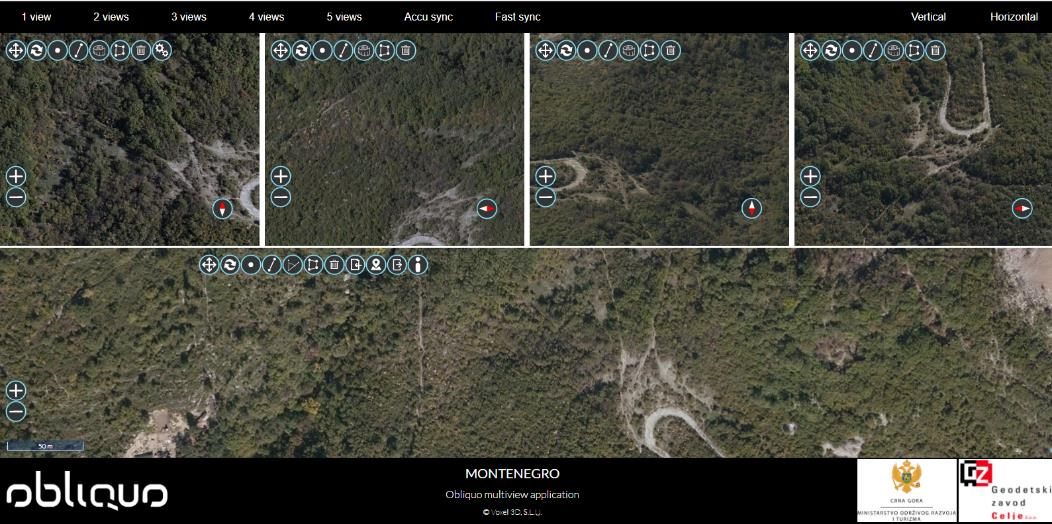 1 view 2 views 3 views 4 views 5 views Accu sync Fast sync Vertical Horizontal
50 m
obliquo
MONTENEGRO
Obliquo multiview application
© Voxel 3D, S.L.U.
CRNA GORA
MINISTARSTVO ODRŽIVOG RAZVOJA
I TURIZMA
GZ
Geodetski
zavod
Celje d.o.o.